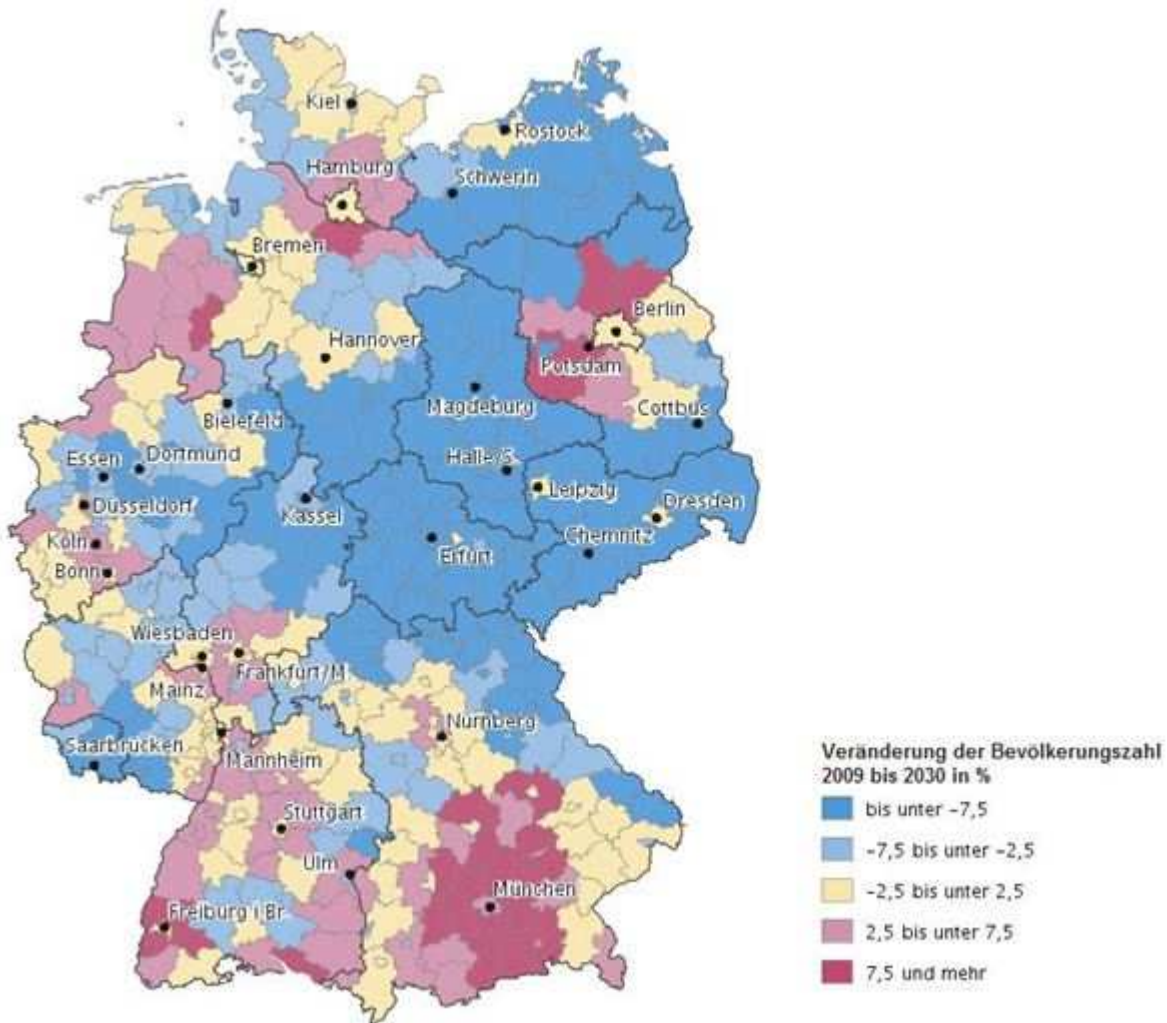 Kiel
Rostock
Hamburg
Schwerin
Bremen
Berlin
Hannover
Potsdam
Magdeburg
Bielefeld
Cottbus
Essen
Dortmund
Halle/S.
Leipzig
Düsseldorf
Kassel
Dresden
Köln
Erfurt
Chemnitz
Bonn
Wiesbaden
Frankfurt/M
Mainz
Nürnberg
Saarbrücken
Mannheim
Stuttgart
Ulm
München
Freiburg i Br
Veränderung der Bevölkerungszahl
2009 bis 2030 in %
bis unter –7,5
–7,5 bis unter –2,5
–2,5 bis unter 2,5
2,5 bis unter 7,5
7,5 und mehr